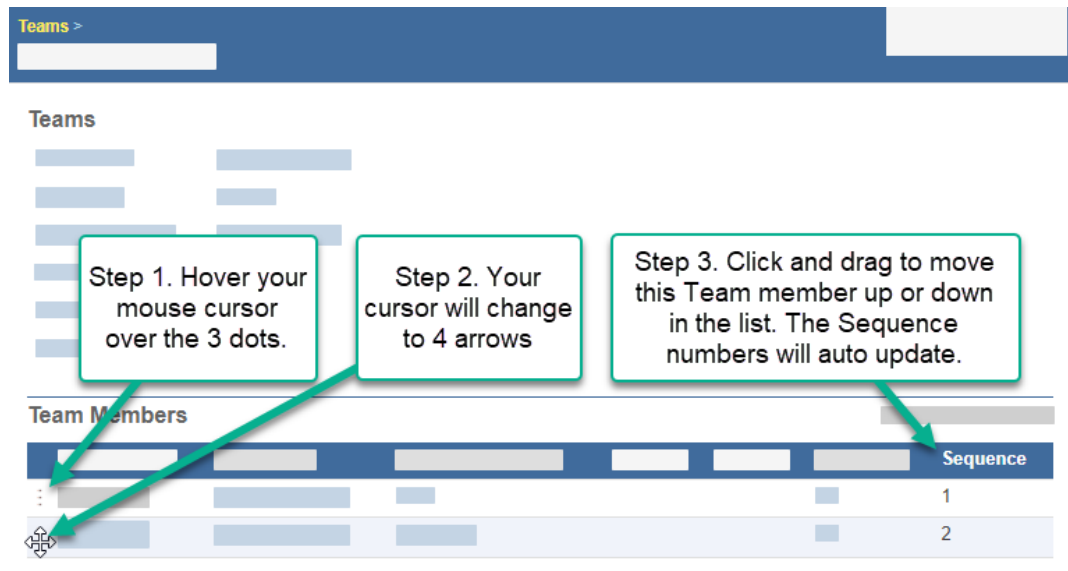 Teams >
Teams
Step 1. Hover your
mouse cursor
over the 3 dots.
Step 2. Your
cursor will change
to 4 arrows
Step 3. Click and drag to move
this Team member up or down
in the list. The Sequence
numbers will auto update.
Team Members
Sequence
1
2